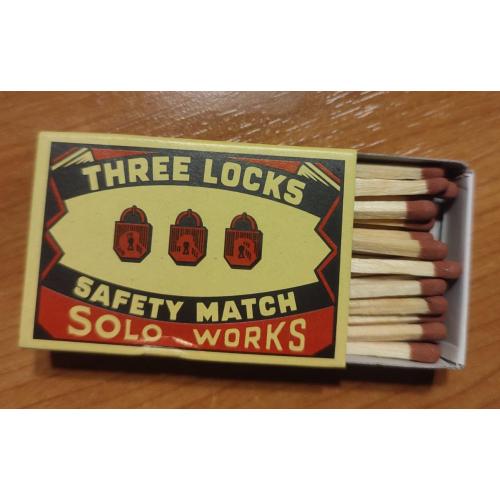 THREE LOCKS
SAFETY MATCH
SOLO WORKS